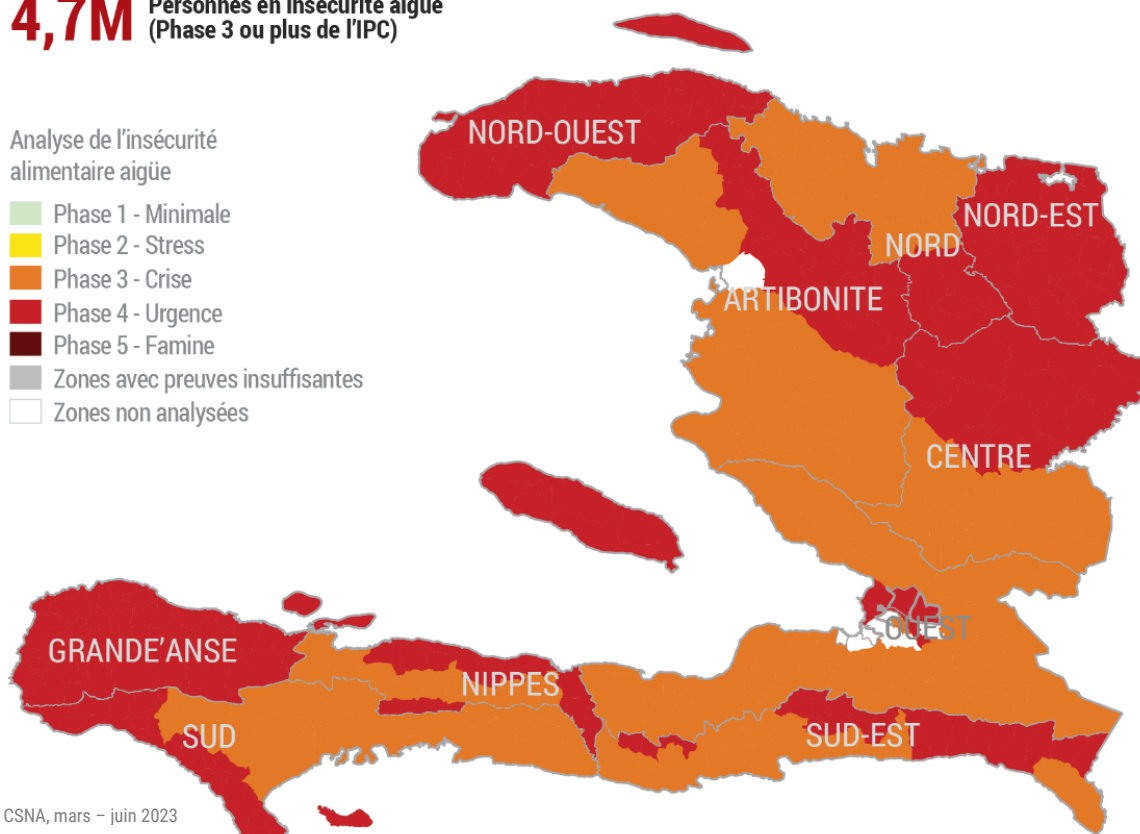 4,7M
Personnes en insécurité aigüe
(Phase 3 ou plus de l'IPC)
Analyse de l'insécurité
alimentaire aigüe
Phase 1 - Minimale
Phase 2 - Stress
Phase 3 - Crise
Phase 4 - Urgence
Phase 5 - Famine
Zones avec preuves insuffisantes
Zones non analysées
NORD-OUEST
NORD-EST
NORD
ARTIBONITE
CENTRE
OUEST
GRANDE'ANSE
NIPPES
SUD
SUD-EST
CSNA, mars – juin 2023